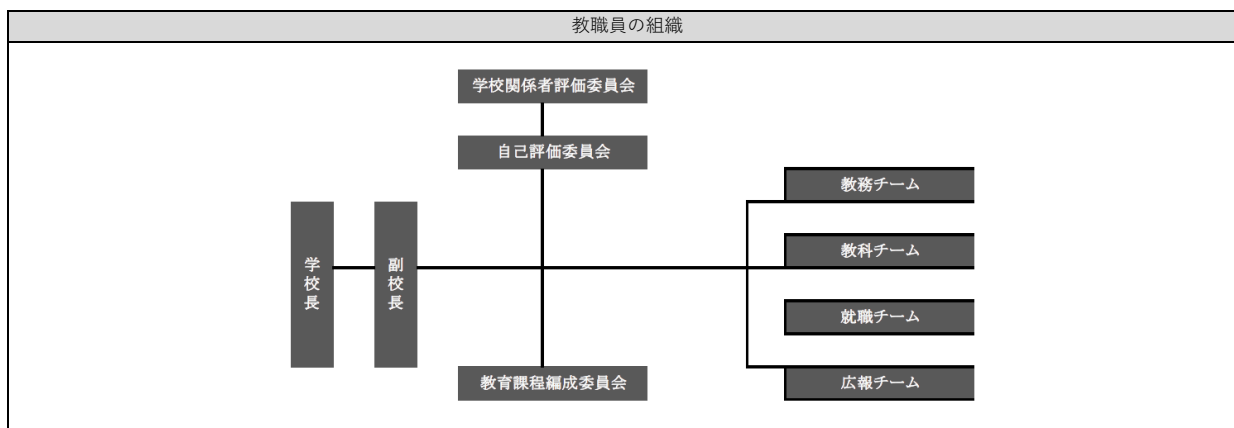 教職員の組織
学校関係者評価委員会
自己評価委員会
学校長
副校長
教育課程編成委員会
教務チーム
教科チーム
就職チーム
広報チーム